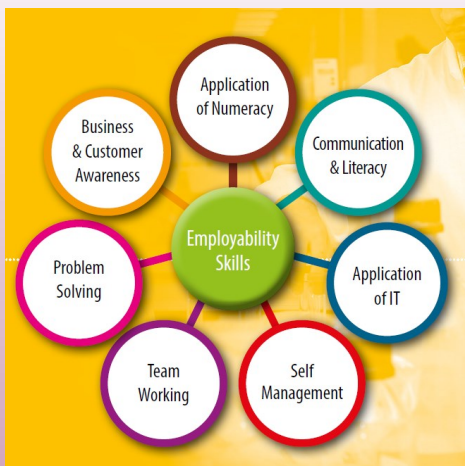 Application
of Numeracy
Communication
& Literacy
Application
of IT
Self
Management
Team
Working
Problem
Solving
Business
& Customer
Awareness
Employability
Skills